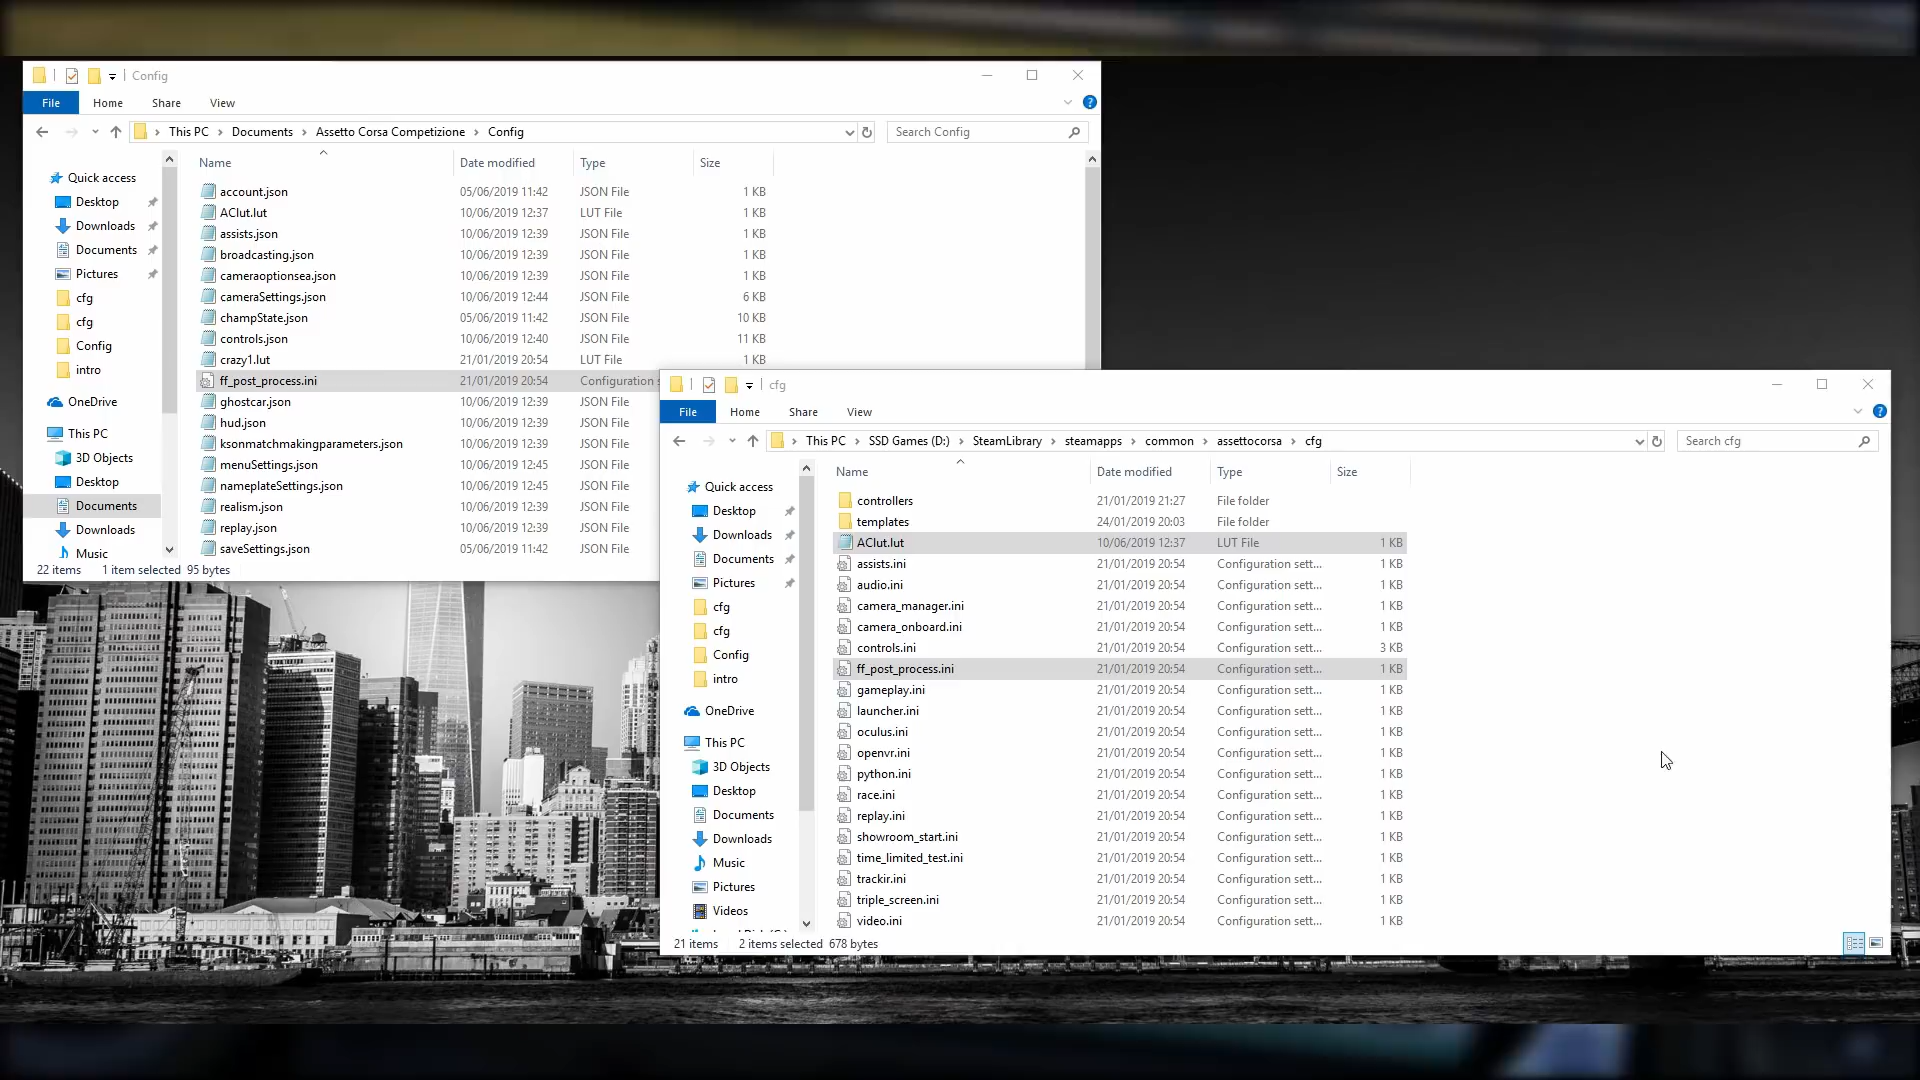 Config
File Home Share View
This PC Documents Assetto Corsa Competizione Config Search Config
Name Date modified Type Size
Quick access
Desktop
Downloads
Documents
Pictures
cfg
cfg
Config
intro
OneDrive
This PC
3D Objects
Desktop
Documents
Downloads
Music
account.json 05/06/2019 11:42 JSON File 1 KB
AClut.lut 10/06/2019 12:37 LUT File 1 KB
assists.json 10/06/2019 12:39 JSON File 1 KB
broadcasting.json 10/06/2019 12:39 JSON File 1 KB
cameraoptionsea.json 10/06/2019 12:39 JSON File 1 KB
cameraSettings.json 10/06/2019 12:44 JSON File 6 KB
champState.json 05/06/2019 11:42 JSON File 10 KB
controls.json 10/06/2019 12:40 JSON File 11 KB
crazy1.lut 21/01/2019 20:54 LUT File 1 KB
ff_post_process.ini 21/01/2019 20:54 Configuration s
ghostcar.json 10/06/2019 12:39 JSON File
hud.json 10/06/2019 12:39 JSON File
ksonmatchmakingparameters.json 10/06/2019 12:39 JSON File
menuSettings.json 10/06/2019 12:45 JSON File
nameplateSettings.json 10/06/2019 12:45 JSON File
realism.json 10/06/2019 12:39 JSON File
replay.json 10/06/2019 12:39 JSON File
saveSettings.json 05/06/2019 11:42 JSON File
22 items 1 item selected 95 bytes
cfg
File Home Share View
This PC SSD Games (D:) SteamLibrary steamapps common assettocorsa cfg Search cfg
Name Date modified Type Size
Quick access
Desktop
Downloads
Documents
Pictures
cfg
cfg
Config
intro
OneDrive
This PC
3D Objects
Desktop
Documents
Downloads
Music
Pictures
Videos
controllers 21/01/2019 21:27 File folder
templates 24/01/2019 20:03 File folder
AClut.lut 10/06/2019 12:37 LUT File 1 KB
assists.ini 21/01/2019 20:54 Configuration sett... 1 KB
audio.ini 21/01/2019 20:54 Configuration sett... 1 KB
camera_manager.ini 21/01/2019 20:54 Configuration sett... 1 KB
camera_onboard.ini 21/01/2019 20:54 Configuration sett... 1 KB
controls.ini 21/01/2019 20:54 Configuration sett... 3 KB
ff_post_process.ini 21/01/2019 20:54 Configuration sett... 1 KB
gameplay.ini 21/01/2019 20:54 Configuration sett... 1 KB
launcher.ini 21/01/2019 20:54 Configuration sett... 1 KB
oculus.ini 21/01/2019 20:54 Configuration sett... 1 KB
openvr.ini 21/01/2019 20:54 Configuration sett... 1 KB
python.ini 21/01/2019 20:54 Configuration sett... 1 KB
race.ini 21/01/2019 20:54 Configuration sett... 1 KB
replay.ini 21/01/2019 20:54 Configuration sett... 1 KB
showroom_start.ini 21/01/2019 20:54 Configuration sett... 1 KB
time_limited_test.ini 21/01/2019 20:54 Configuration sett... 1 KB
trackir.ini 21/01/2019 20:54 Configuration sett... 1 KB
triple_screen.ini 21/01/2019 20:54 Configuration sett... 1 KB
video.ini 21/01/2019 20:54 Configuration sett... 1 KB
21 items 2 items selected 678 bytes